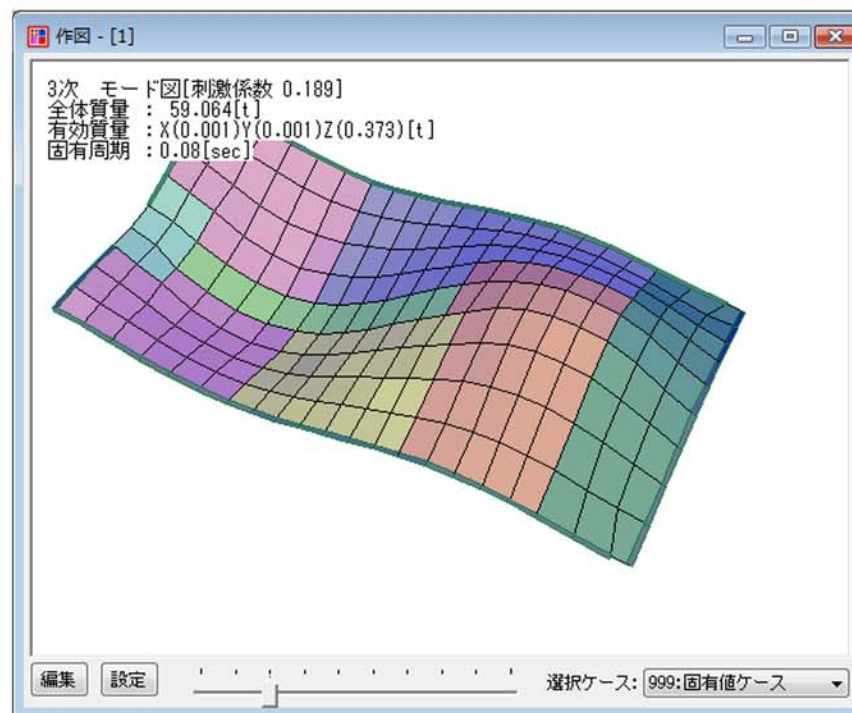 作図 - [1]
3次 モード図[刺激係数 0.189]
全体質量 : 59.064[t]
有効質量 :X(0.001)Y(0.001)Z(0.373)[t]
固有周期 :0.08[sec]
編集 設定 選択ケース: 999:固有値ケース